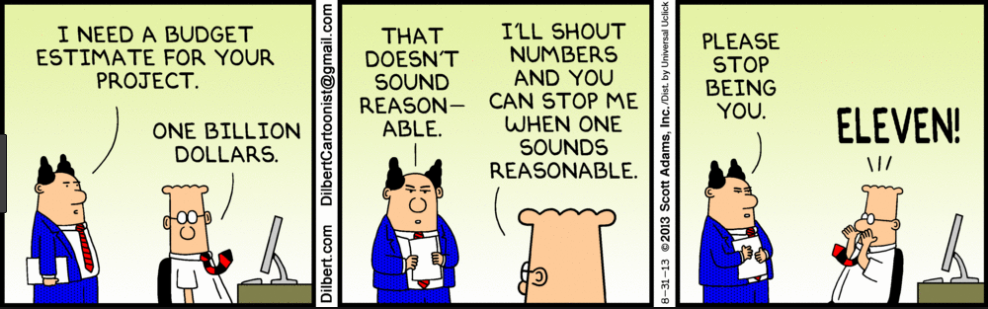 I NEED A BUDGET
ESTIMATE FOR YOUR
PROJECT.
ONE BILLION
DOLLARS.
Dilbert.com DilbertCartoonist@gmail.com
THAT
DOESN'T
SOUND
REASON—
ABLE.
I'LL SHOUT
NUMBERS
AND YOU
CAN STOP ME
WHEN ONE
SOUNDS
REASONABLE.
8-31-13 ©2013 Scott Adams, Inc. /Dist. by Universal Uclick
PLEASE
STOP
BEING
YOU.
ELEVEN!